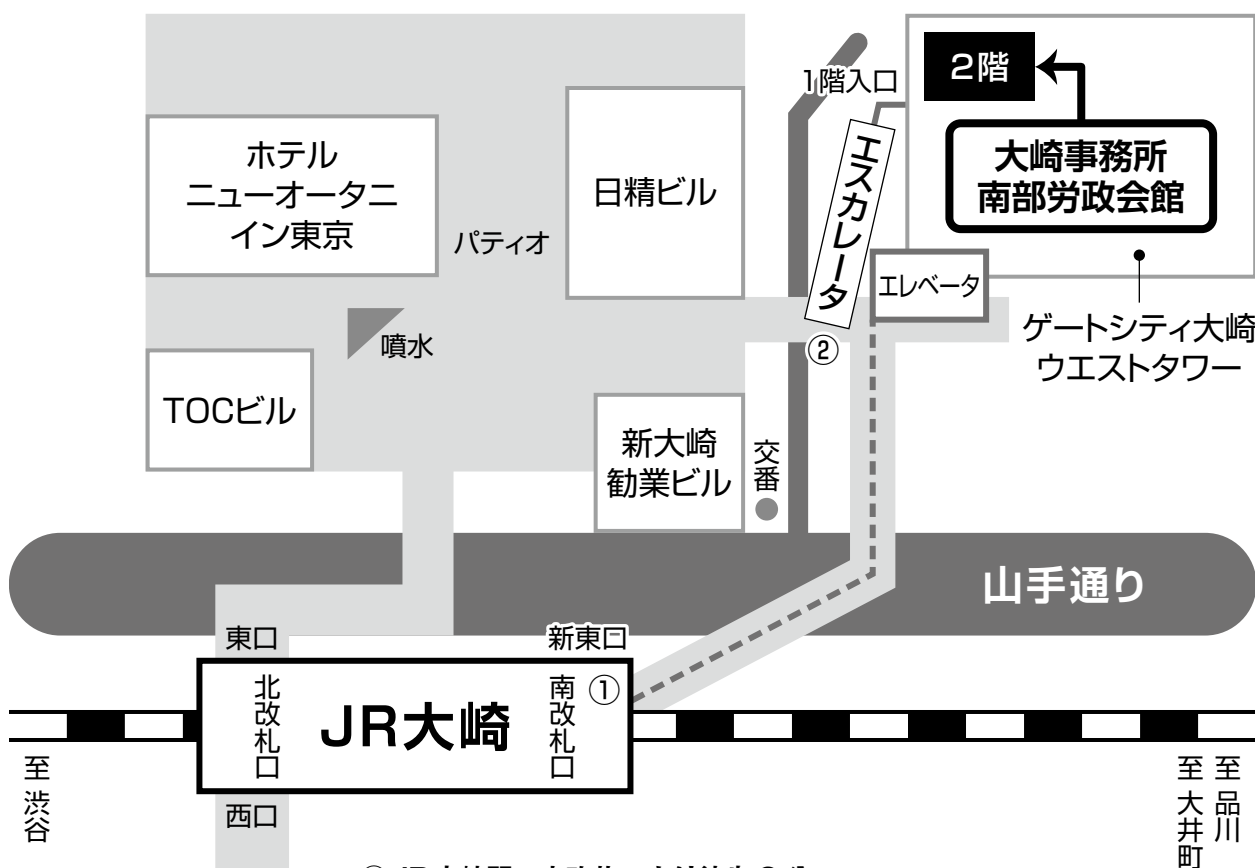 1階入口
2階
大崎事務所
南部労政会館
ホテル
ニューオータニ
イン東京
パティオ
日精ビル
エスカレータ
エレベータ
②
ゲートシティ大崎
ウエストタワー
噴水
TOCビル
新大崎
勧業ビル
交番
山手通り
東口
新東口
北改札口
JR大崎
南改札口
①
至 渋谷
西口
至 大井町
至 品川